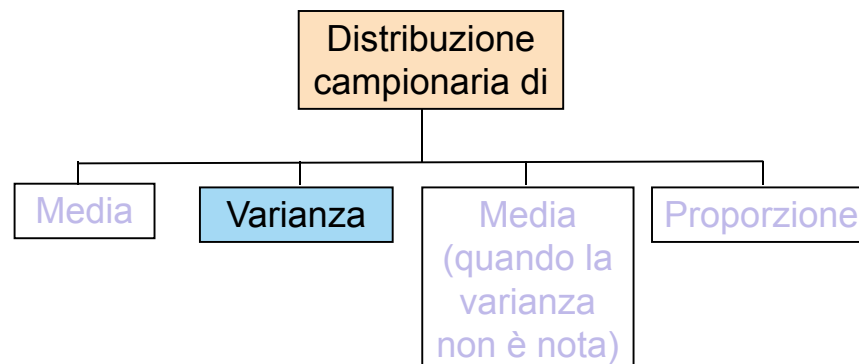 Distribuzione
campionaria di
Media
Varianza
Media
(quando la
varianza
non è nota)
Proporzione